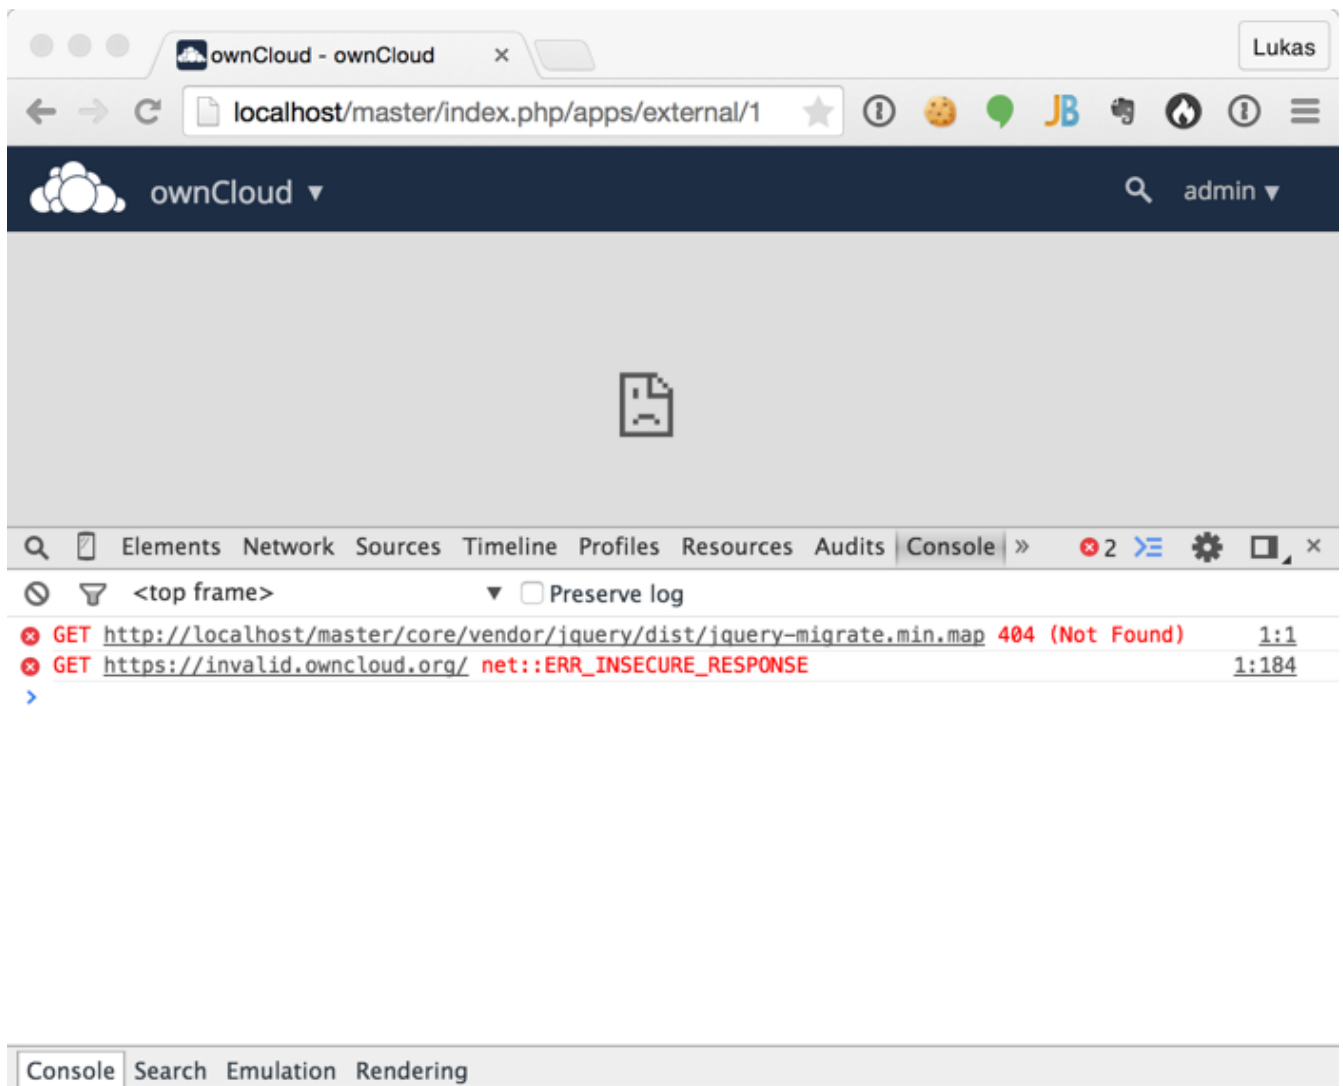 ownCloud - ownCloud × Lukas
localhost/master/index.php/apps/external/1 JB
ownCloud ▼ admin ▼
Elements Network Sources Timeline Profiles Resources Audits Console » 2 ×
<top frame> ▼ Preserve log
GET http://localhost/master/core/vendor/jquery/dist/jquery-migrate.min.map 404 (Not Found) 1:1
GET https://invalid.owncloud.org/ net::ERR_INSECURE_RESPONSE 1:184
>
Console Search Emulation Rendering